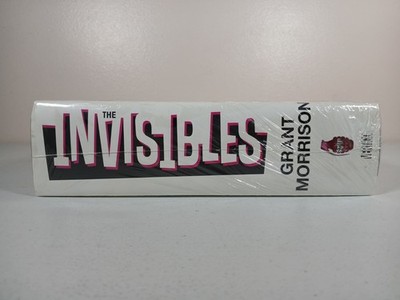 THE
INVISIBLES
GRANT
MORRISON